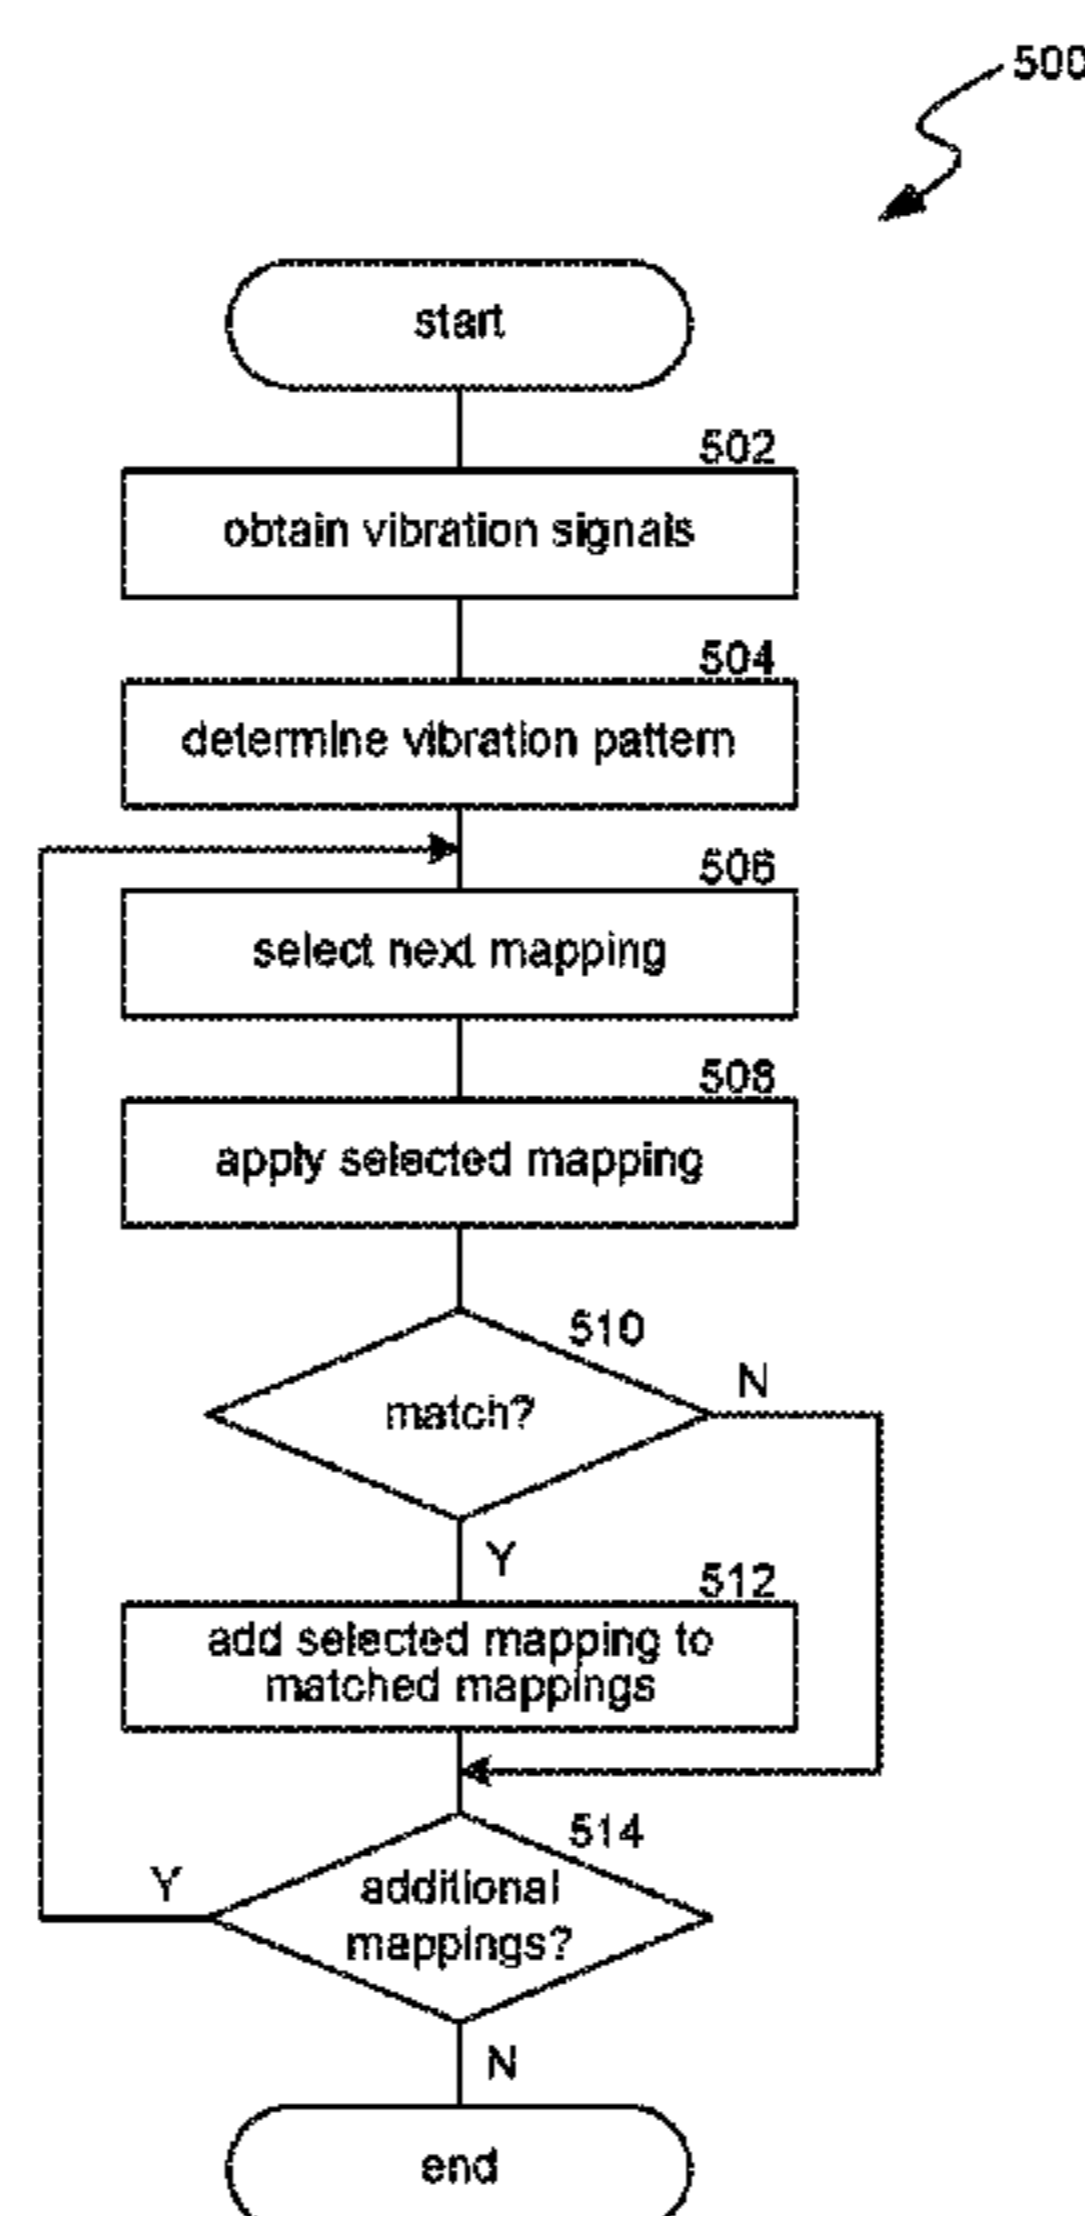 500
start
502
obtain vibration signals
504
determine vibration pattern
506
select next mapping
508
apply selected mapping
510
match?
N
Y
512
add selected mapping to
matched mappings
514
additional
mappings?
Y
N
end